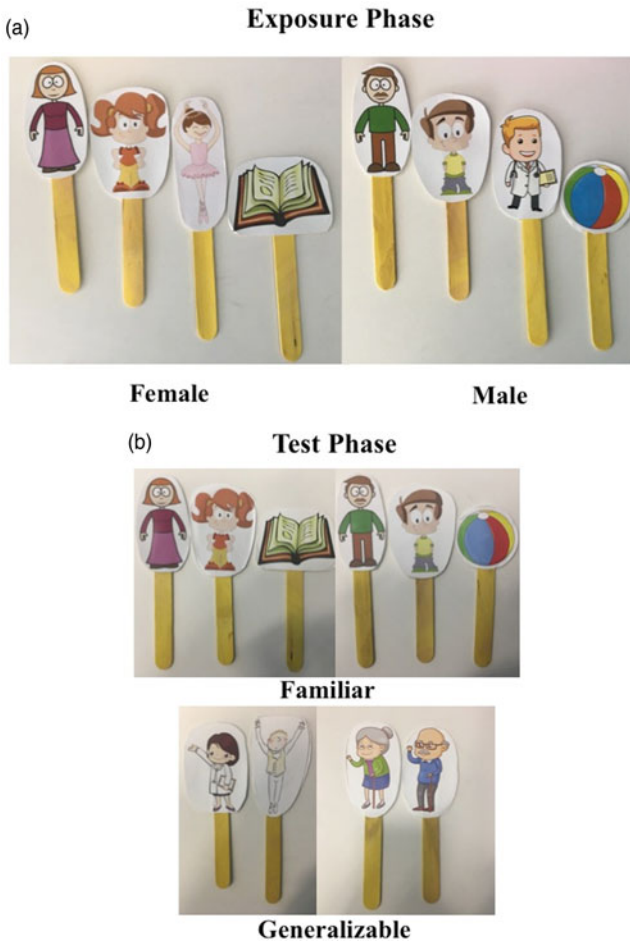 (a)
Exposure Phase
Female
Male
(b)
Test Phase
Familiar
Generalizable